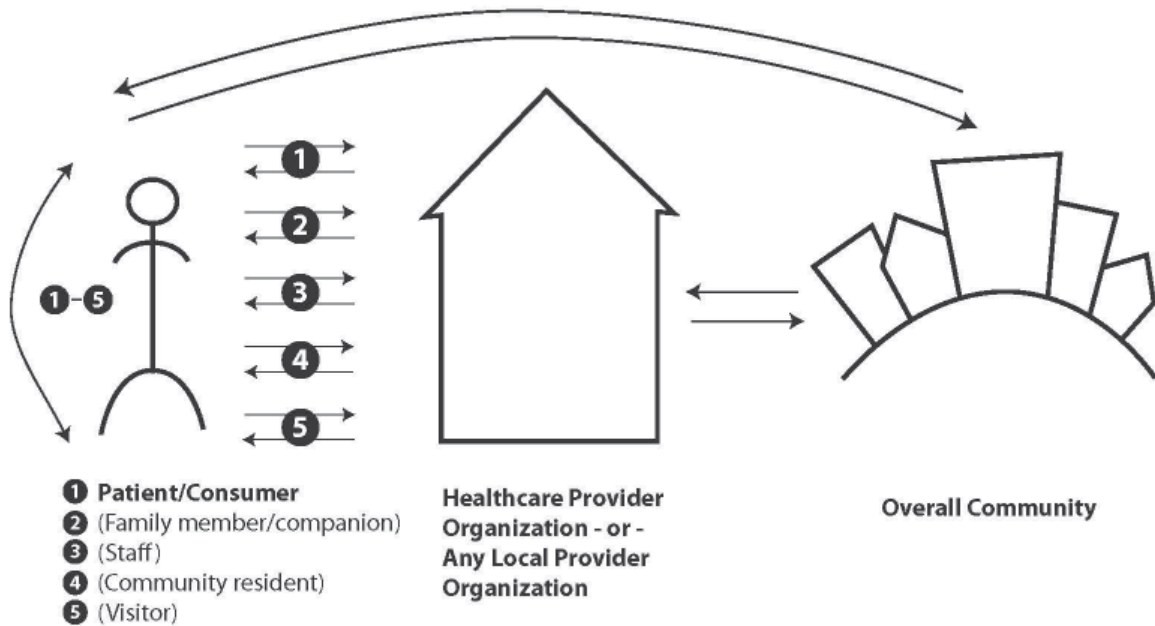 1
2
3
1-5
4
5
1 Patient/Consumer
2 (Family member/companion)
3 (Staff)
4 (Community resident)
5 (Visitor)
Healthcare Provider
Organization - or -
Any Local Provider
Organization
Overall Community